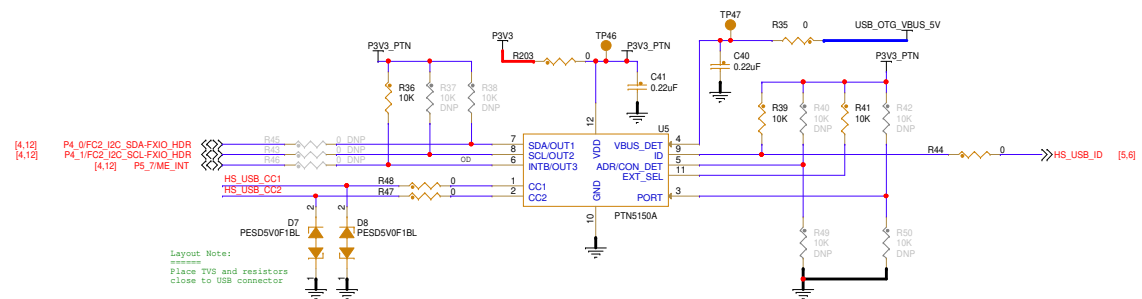 TP47
R35 0 USB_OTG_VBUS_5V
P3V3 TP46
P3V3_PTN R203 0 P3V3_PTN
C40
0.22uF
P3V3_PTN
C41
0.22uF
R36
10K
R37
10K
DNP
R38
10K
DNP
R39
10K
R40
10K
DNP
R41
10K
R42
10K
DNP
12
U5
[4,12] P4_0/FC2_I2C_SDA-FXIO_HDR R45 0 DNP 7 SDA/OUT1 VDD VBUS_DET 4
[4,12] P4_1/FC2_I2C_SCL-FXIO_HDR R43 0 DNP 8 SCL/OUT2 ID 9 R44 0 HS_USB_ID [5,6]
[4,12] P5_7/ME_INT R46 0 DNP OD 6 INTB/OUT3 ADR/CON_DET 5
EXT_SEL 11
HS_USB_CC1 R48 0 1 CC1
HS_USB_CC2 R47 0 2 CC2 GND PORT 3
10
PTN5150A
2 2
D7
PESD5V0F1BL
D8
PESD5V0F1BL
1 1
R49
10K
DNP
R50
10K
DNP
Layout Note:
======
Place TVS and resistors
close to USB connector